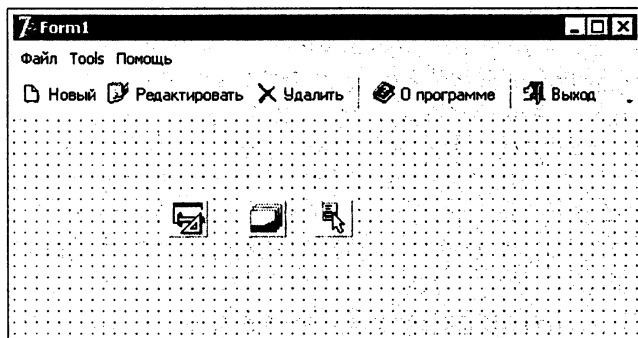 Form1
Файл Tools Помощь
Новый Редактировать Удалить О программе Выход